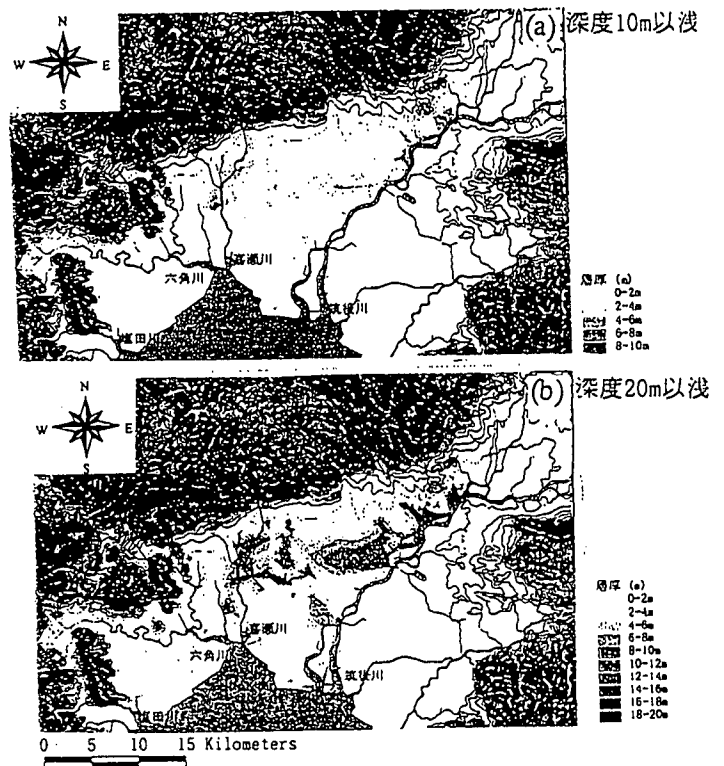 N
W E
S
(a) 深度10m以浅
六角川
嘉瀬川
筑後川
塩田川
層厚 (m)
0-2m
2-4m
4-6m
6-8m
8-10m
N
W E
S
(b) 深度20m以浅
六角川
嘉瀬川
筑後川
塩田川
層厚 (m)
0-2m
2-4m
4-6m
6-8m
8-10m
10-12m
12-14m
14-16m
16-18m
18-20m
0 5 10 15 Kilometers